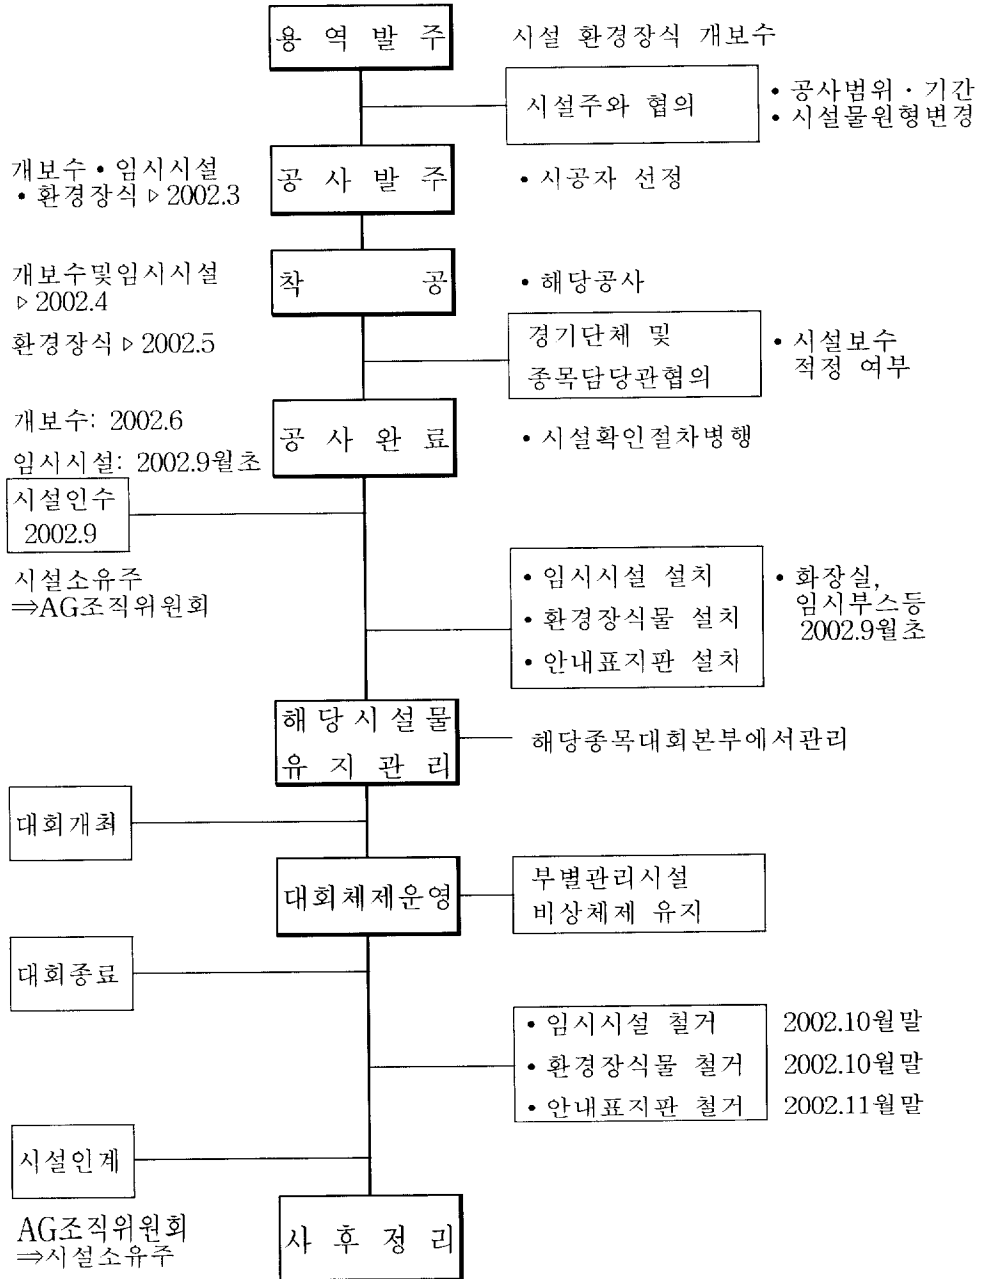 용 역 발 주
시설 환경장식 개보수
시설주와 협의
• 공사범위 · 기간
• 시설물원형변경
개보수 • 임시시설
• 환경장식 ▷ 2002.3
공 사 발 주
• 시공자 선정
개보수및임시시설
▷ 2002.4
착 공
• 해당공사
환경장식 ▷ 2002.5
경기단체 및
종목담당관협의
• 시설보수
적정 여부
개보수: 2002.6
공 사 완 료
• 시설확인절차병행
임시시설: 2002.9월초
시설인수
2002.9
시설소유주
⇒AG조직위원회
• 임시시설 설치
• 환경장식물 설치
• 안내표지판 설치
• 화장실,
임시부스등
2002.9월초
해당시설물
유 지 관 리
해당종목대회본부에서관리
대회개최
대회체제운영
부별관리시설
비상체제 유지
대회종료
• 임시시설 철거 2002.10월말
• 환경장식물 철거 2002.10월말
• 안내표지판 철거 2002.11월말
시설인계
AG조직위원회
⇒시설소유주
사 후 정 리